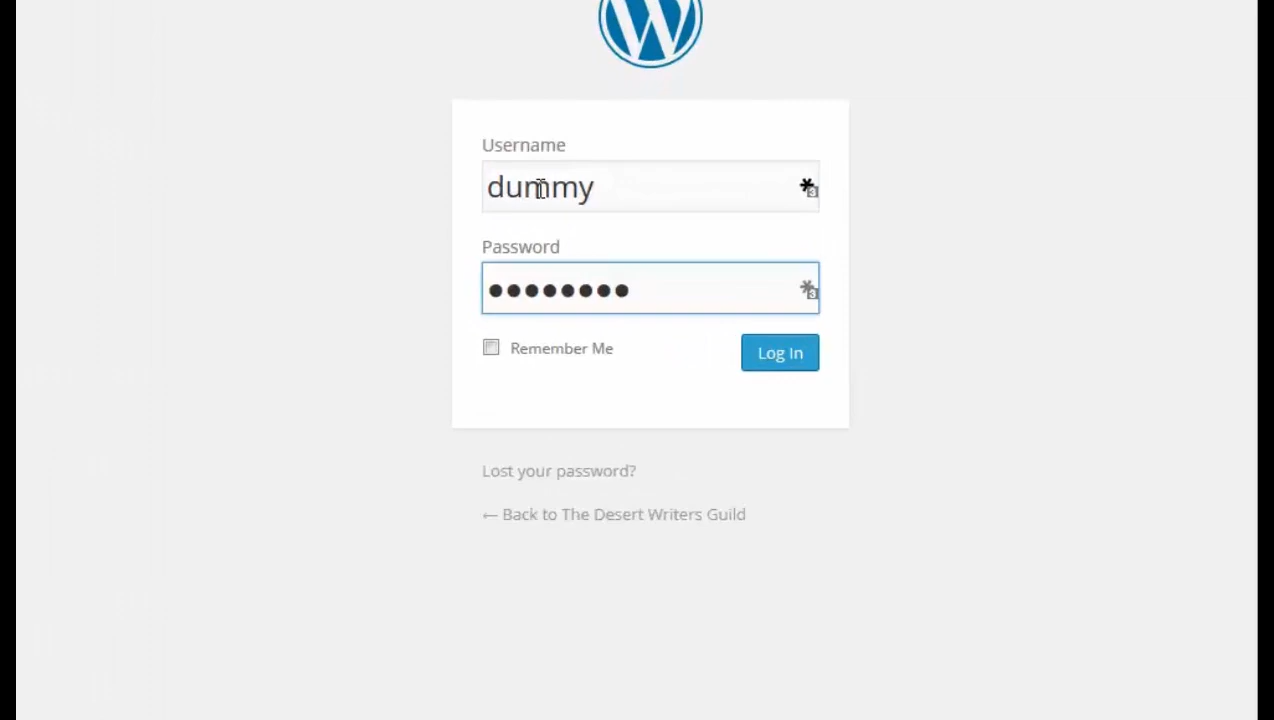 Username
dummy
Password
Remember Me
Log In
Lost your password?
← Back to The Desert Writers Guild